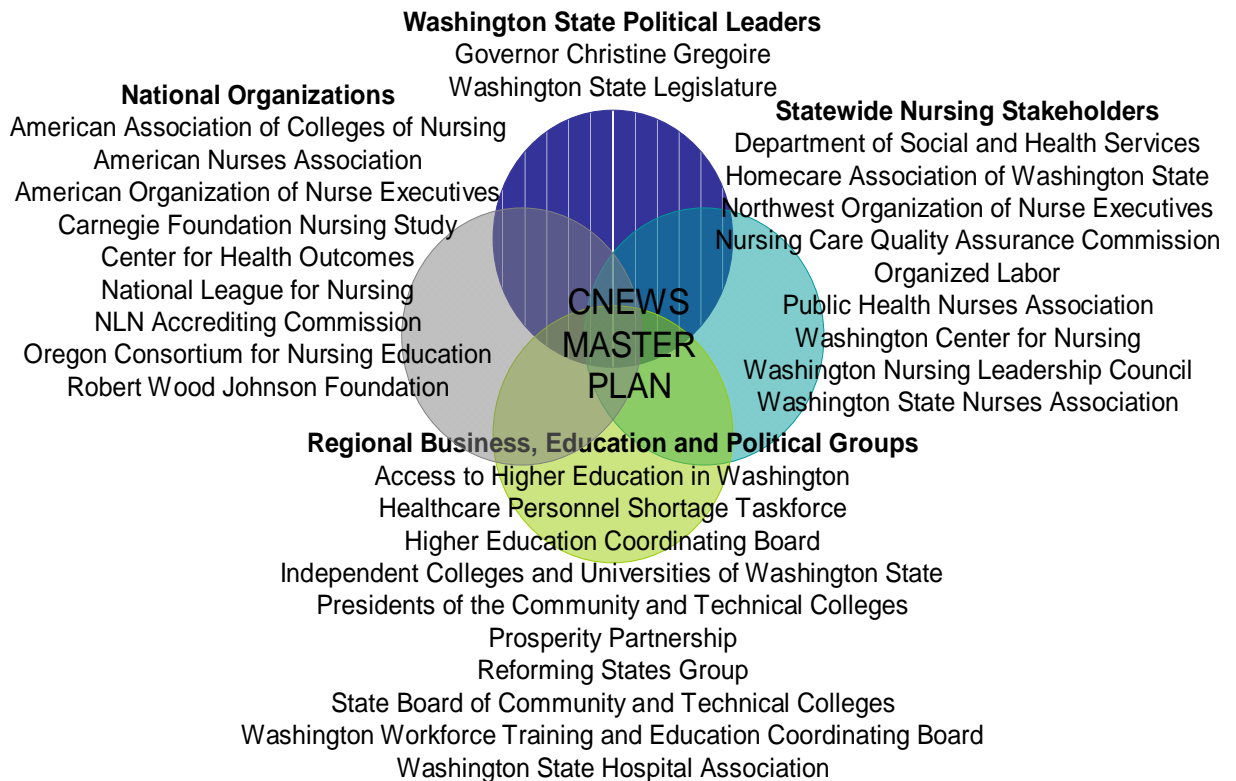 Washington State Political Leaders
Governor Christine Gregoire
Washington State Legislature
National Organizations
American Association of Colleges of Nursing
American Nurses Association
American Organization of Nurse Executives
Carnegie Foundation Nursing Study
Center for Health Outcomes
National League for Nursing
NLN Accrediting Commission
Oregon Consortium for Nursing Education
Robert Wood Johnson Foundation
Statewide Nursing Stakeholders
Department of Social and Health Services
Homecare Association of Washington State
Northwest Organization of Nurse Executives
Nursing Care Quality Assurance Commission
Organized Labor
Public Health Nurses Association
Washington Center for Nursing
Washington Nursing Leadership Council
Washington State Nurses Association
CNEWS
MASTER
PLAN
Regional Business, Education and Political Groups
Access to Higher Education in Washington
Healthcare Personnel Shortage Taskforce
Higher Education Coordinating Board
Independent Colleges and Universities of Washington State
Presidents of the Community and Technical Colleges
Prosperity Partnership
Reforming States Group
State Board of Community and Technical Colleges
Washington Workforce Training and Education Coordinating Board
Washington State Hospital Association